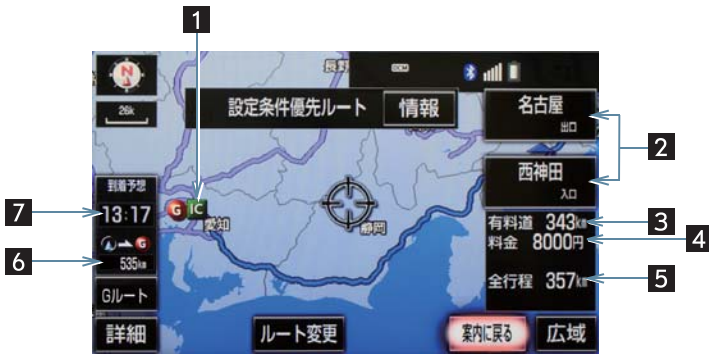 1
長野
26k
設定条件優先ルート 情報
名古屋
出口
2
西神田
入口
到着予想
7
13:17
G IC
愛知
静岡
有料道 343km 3
料金 8000円 4
G
6
535km
全行程 357km 5
Gルート
詳細 ルート変更 案内に戻る 広域